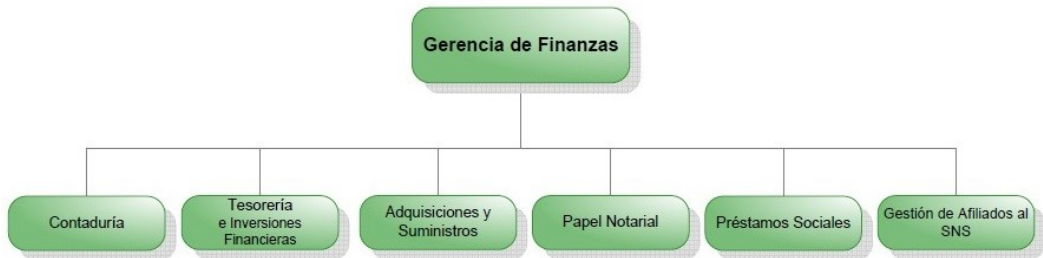 Gerencia de Finanzas
Contaduría
Tesorería
e Inversiones
Financieras
Adquisiciones y
Suministros
Papel Notarial
Préstamos Sociales
Gestión de Afiliados al
SNS